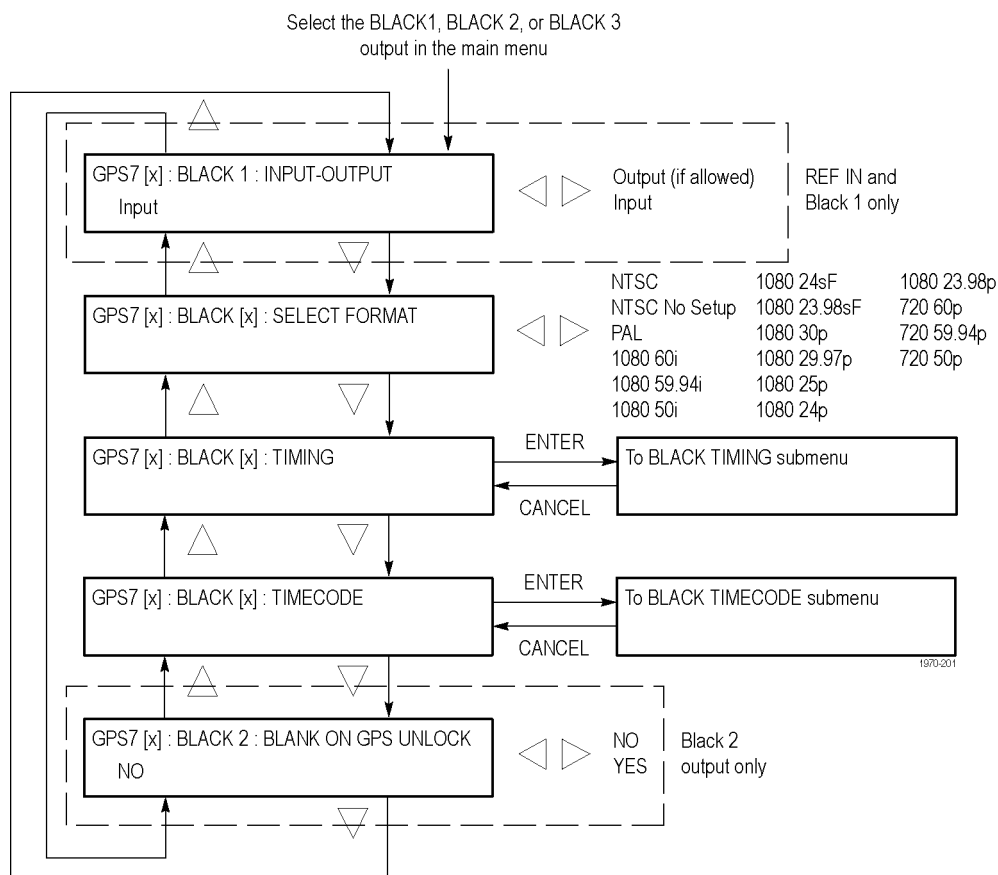 Select the BLACK1, BLACK 2, or BLACK 3
output in the main menu
GPS7 [x] : BLACK 1 : INPUT-OUTPUT
Input
Output (if allowed)
Input
REF IN and
Black 1 only
GPS7 [x] : BLACK [x] : SELECT FORMAT
NTSC 1080 24sF 1080 23.98p
NTSC No Setup 1080 23.98sF 720 60p
PAL 1080 30p 720 59.94p
1080 60i 1080 29.97p 720 50p
1080 59.94i 1080 25p
1080 50i 1080 24p
GPS7 [x] : BLACK [x] : TIMING
ENTER
CANCEL
To BLACK TIMING submenu
GPS7 [x] : BLACK [x] : TIMECODE
ENTER
CANCEL
To BLACK TIMECODE submenu
1970-201
GPS7 [x] : BLACK 2 : BLANK ON GPS UNLOCK
NO
NO
YES
Black 2
output only